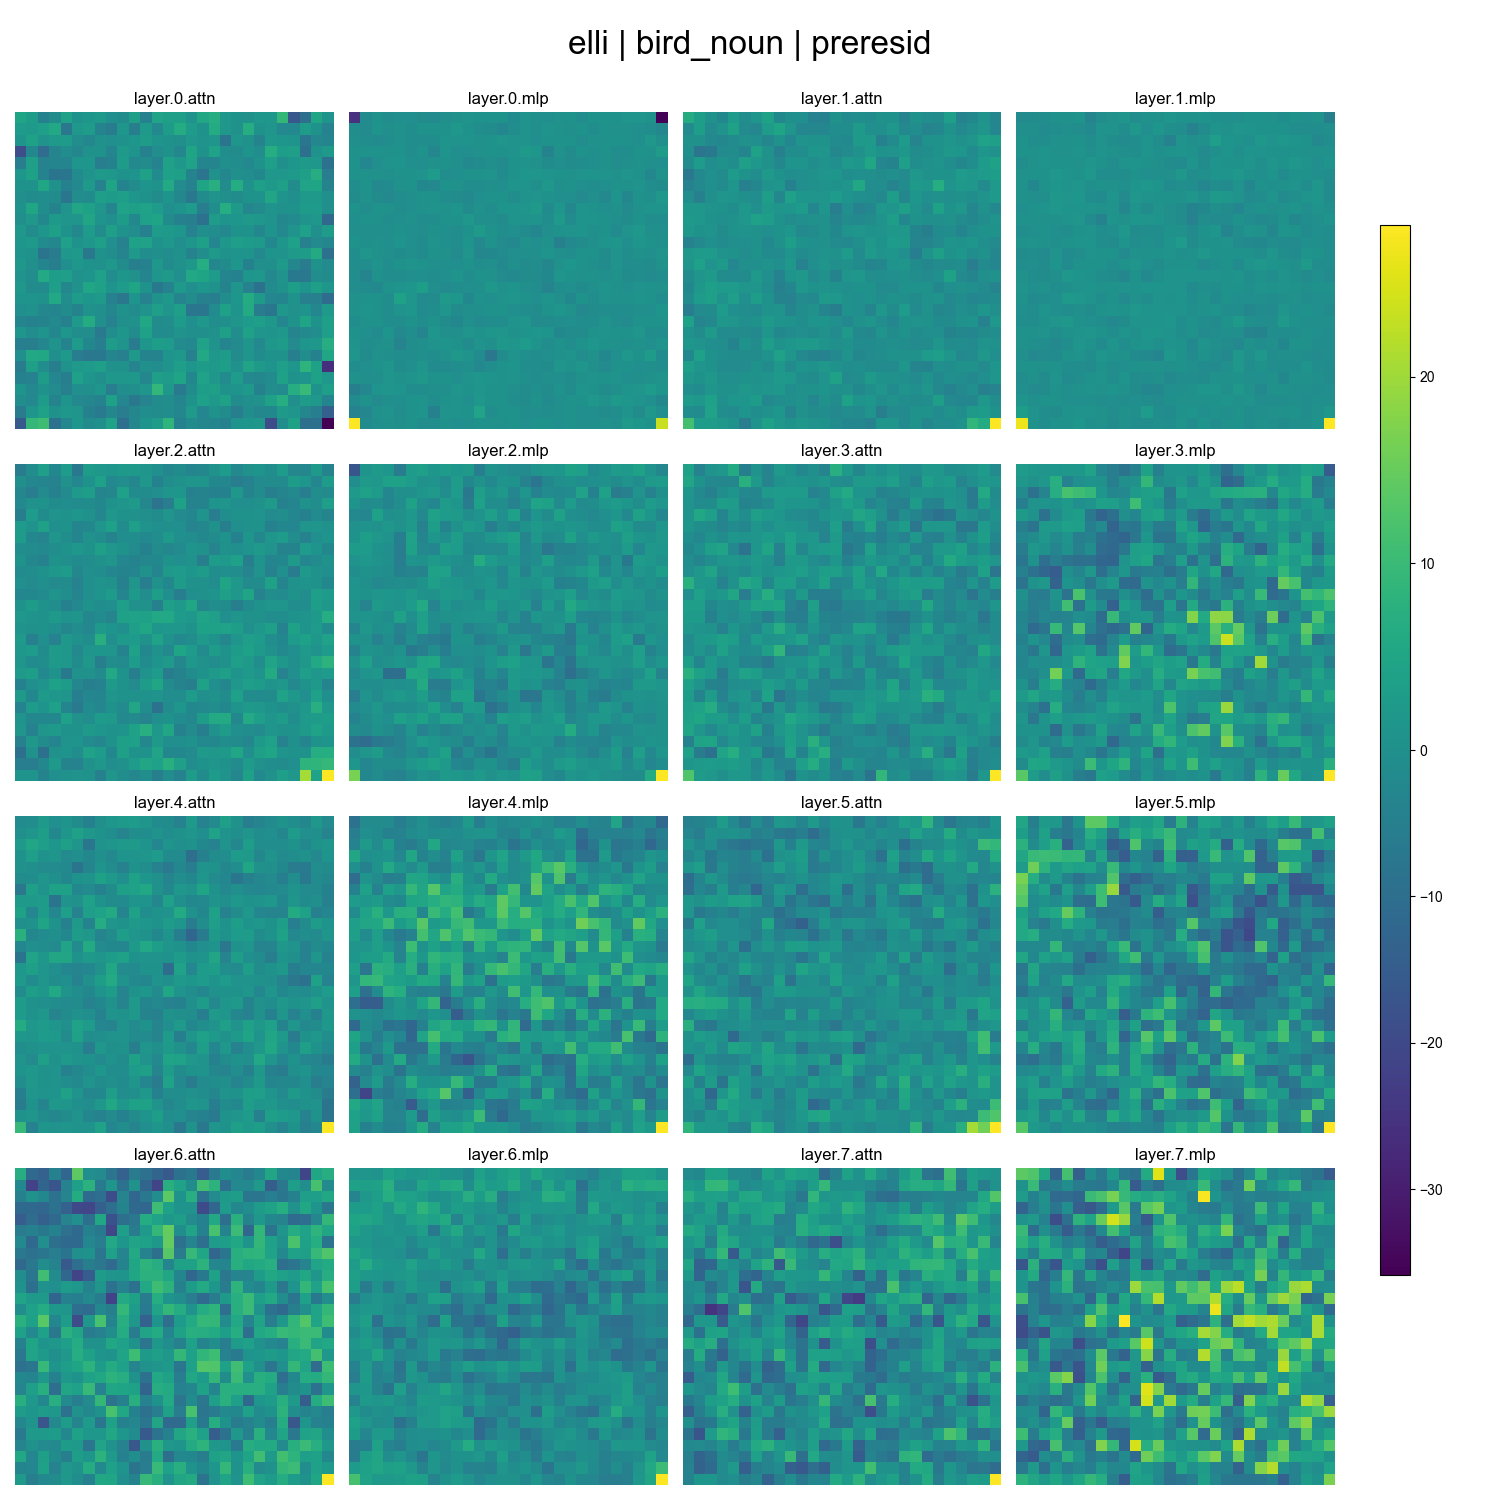 elli | bird_noun | preresid
layer.0.attn
layer.0.mlp
layer.1.attn
layer.1.mlp
layer.2.attn
layer.2.mlp
layer.3.attn
layer.3.mlp
layer.4.attn
layer.4.mlp
layer.5.attn
layer.5.mlp
layer.6.attn
layer.6.mlp
layer.7.attn
layer.7.mlp
20
10
0
−10
−20
−30